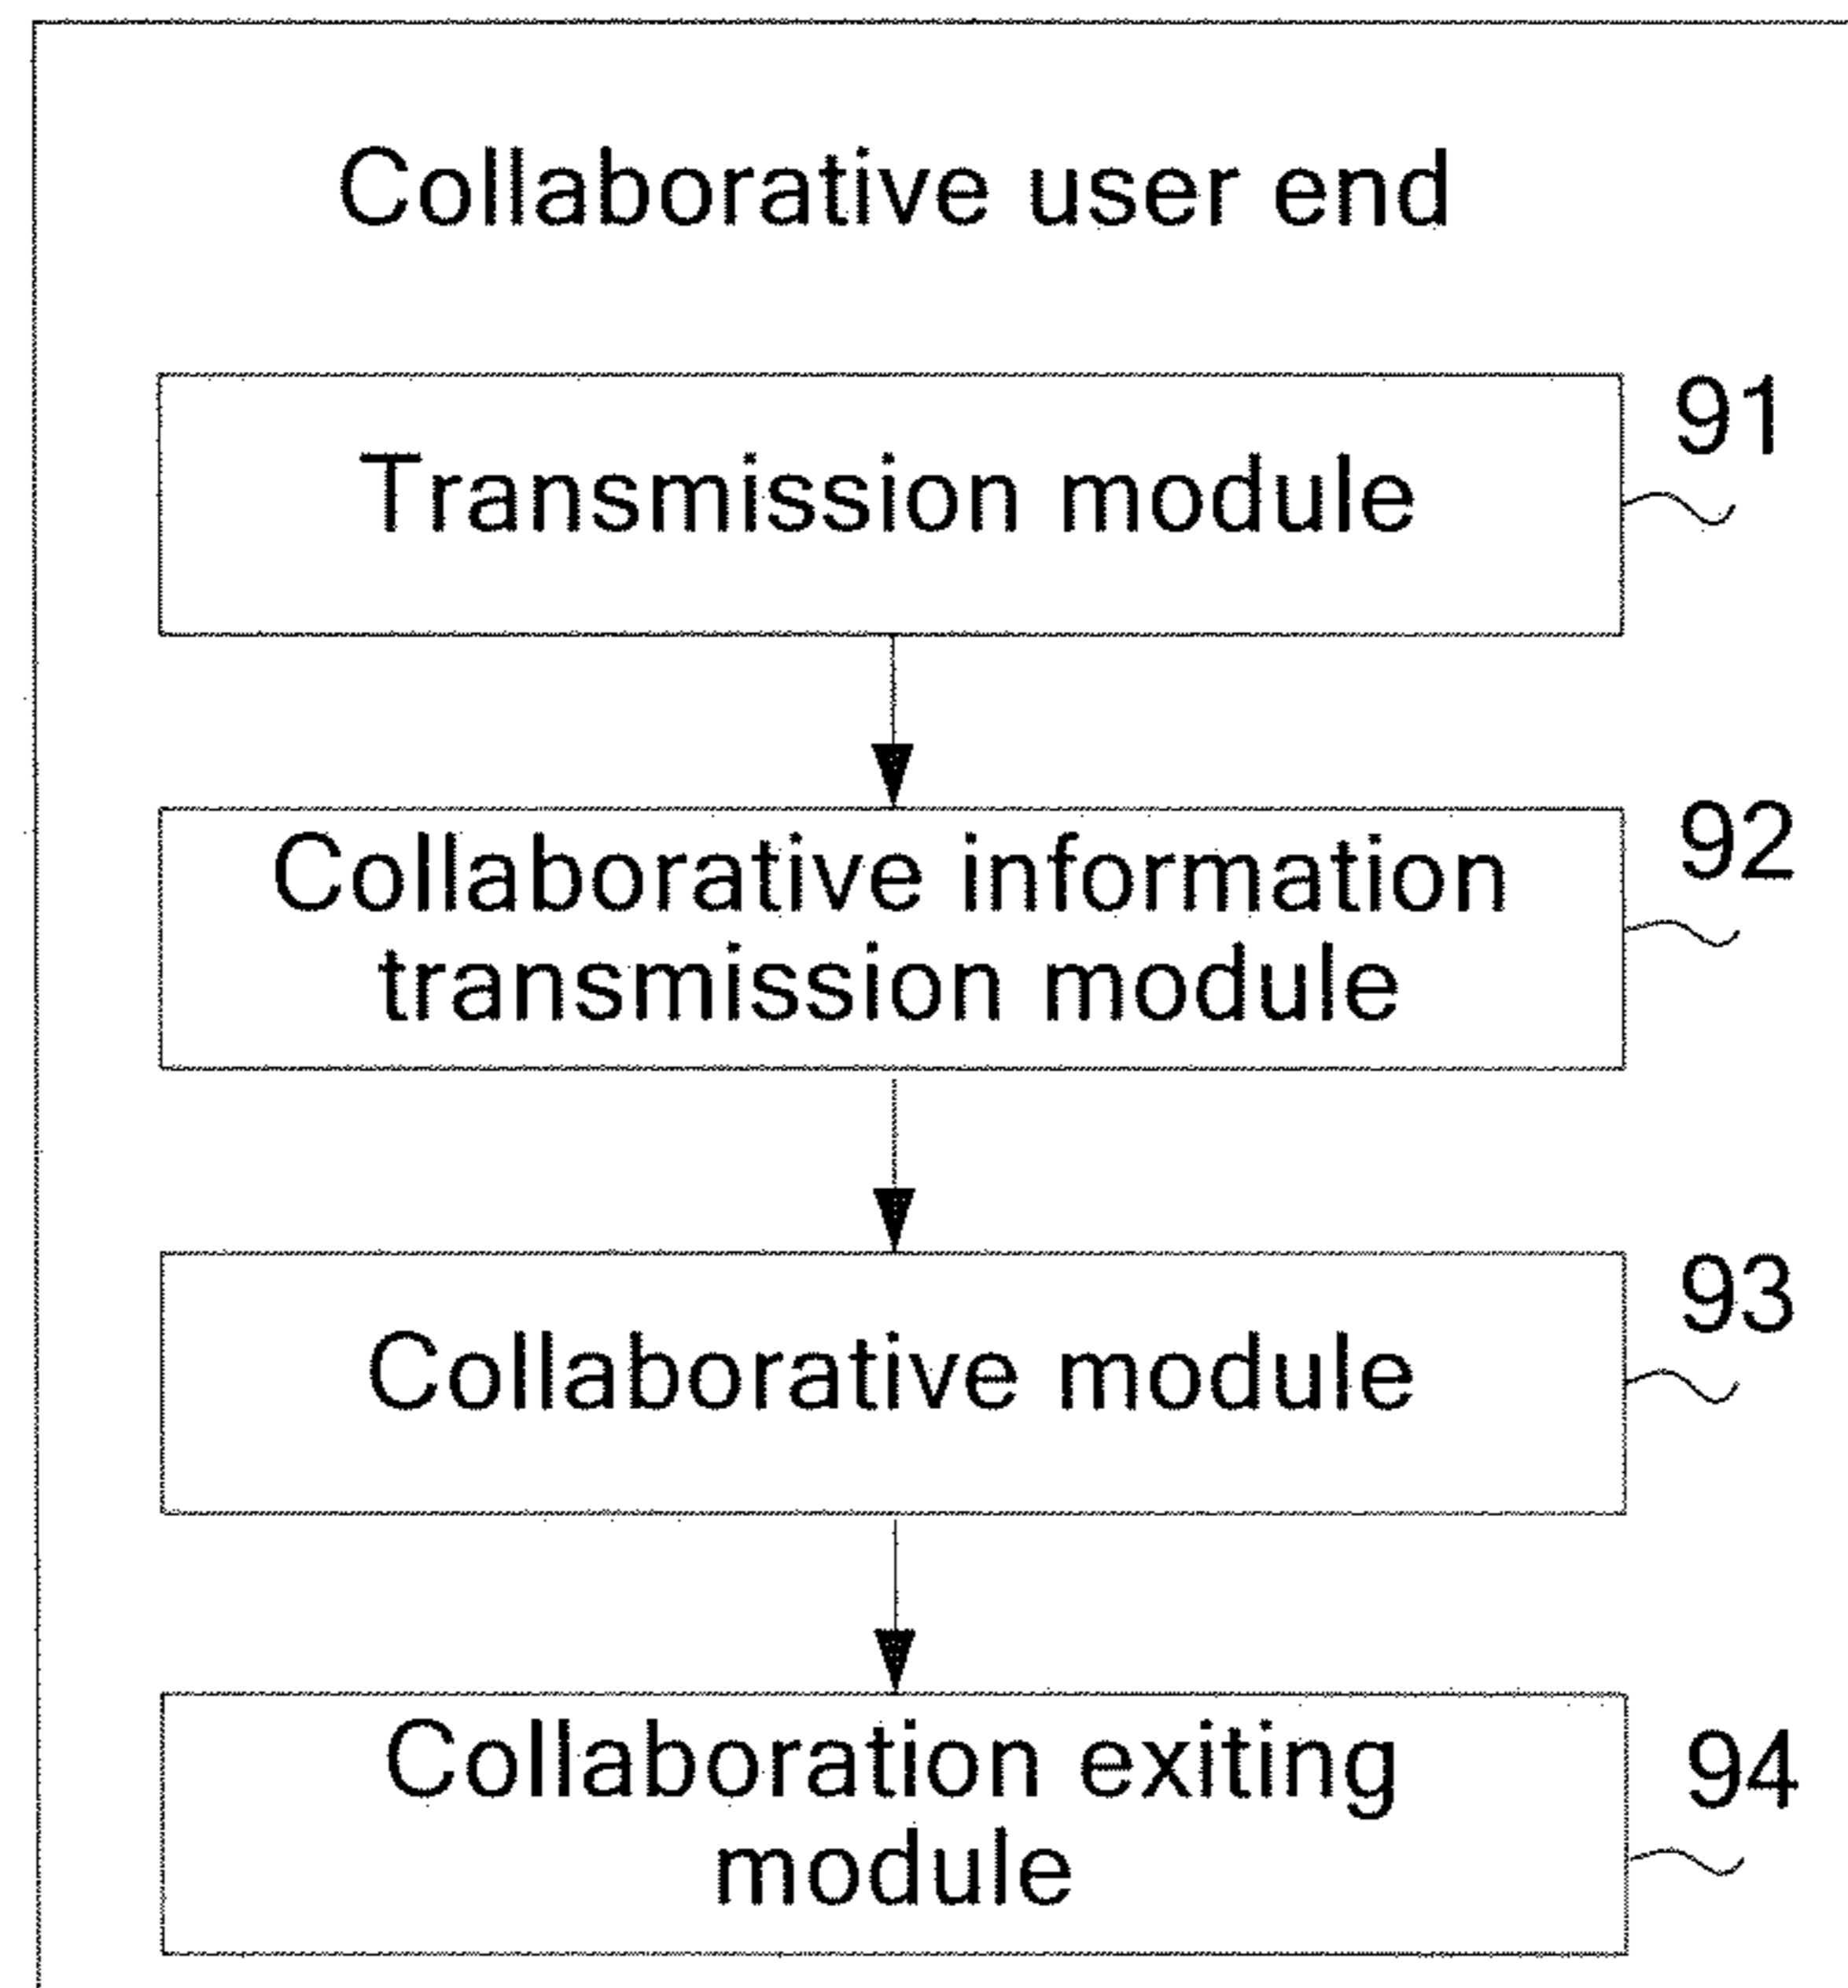 Collaborative user end
91
Transmission module
92
Collaborative information
transmission module
93
Collaborative module
94
Collaboration exiting
module